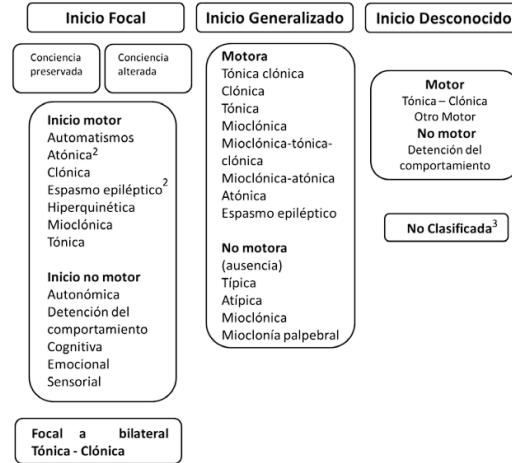 Inicio Focal
Conciencia
preservada
Conciencia
alterada
Inicio motor
Automatismos
Atónica²
Clónica
Espasmo epiléptico²
Hiperquinética
Mioclónica
Tónica
Inicio no motor
Autonómica
Detención del
comportamiento
Cognitiva
Emocional
Sensorial
Focal a bilateral
Tónica - Clónica
Inicio Generalizado
Motora
Tónica clónica
Clónica
Tónica
Mioclónica
Mioclónica-tónica-
clónica
Mioclónica-atónica
Atónica
Espasmo epiléptico
No motora
(ausencia)
Típica
Atípica
Mioclónica
Mioclonía palpebral
Inicio Desconocido
Motor
Tónica – Clónica
Otro Motor
No motor
Detención del
comportamiento
No Clasificada³